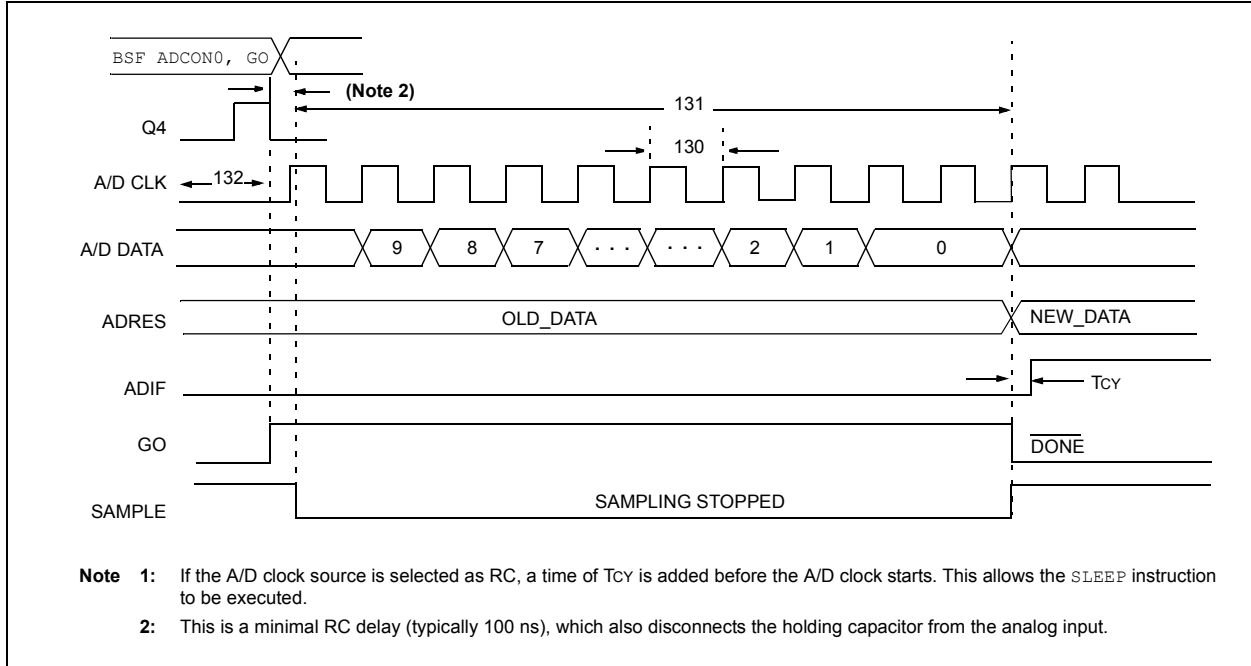 BSF ADCON0, GO
(Note 2)
131
Q4
130
A/D CLK
132
A/D DATA
9 8 7 . . . . . . 2 1 0
ADRES
OLD_DATA
NEW_DATA
ADIF
TCY
GO
DONE
SAMPLE
SAMPLING STOPPED
Note 1: If the A/D clock source is selected as RC, a time of TCY is added before the A/D clock starts. This allows the SLEEP instruction
to be executed.
2: This is a minimal RC delay (typically 100 ns), which also disconnects the holding capacitor from the analog input.